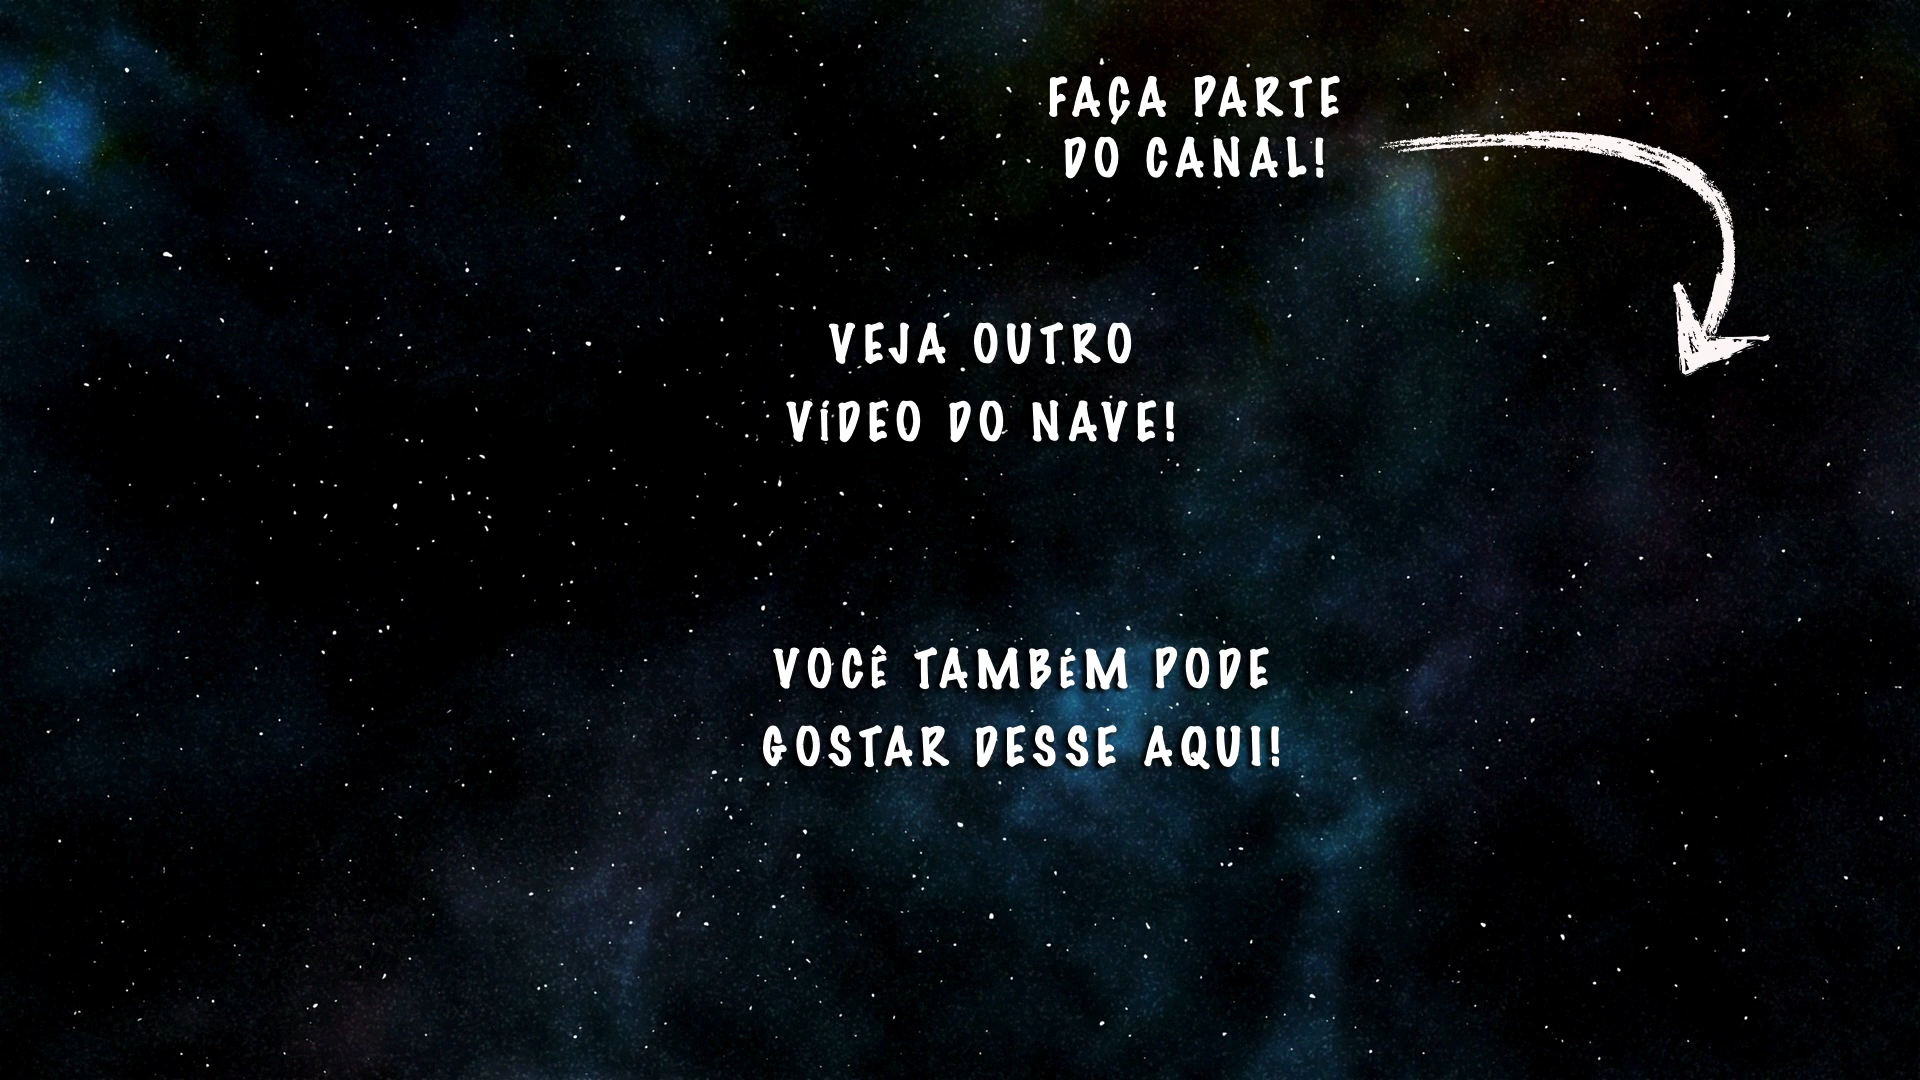 FAÇA PARTE
DO CANAL!
VEJA OUTRO
VÍDEO DO NAVE!
VOCÊ TAMBÉM PODE
GOSTAR DESSE AQUI!